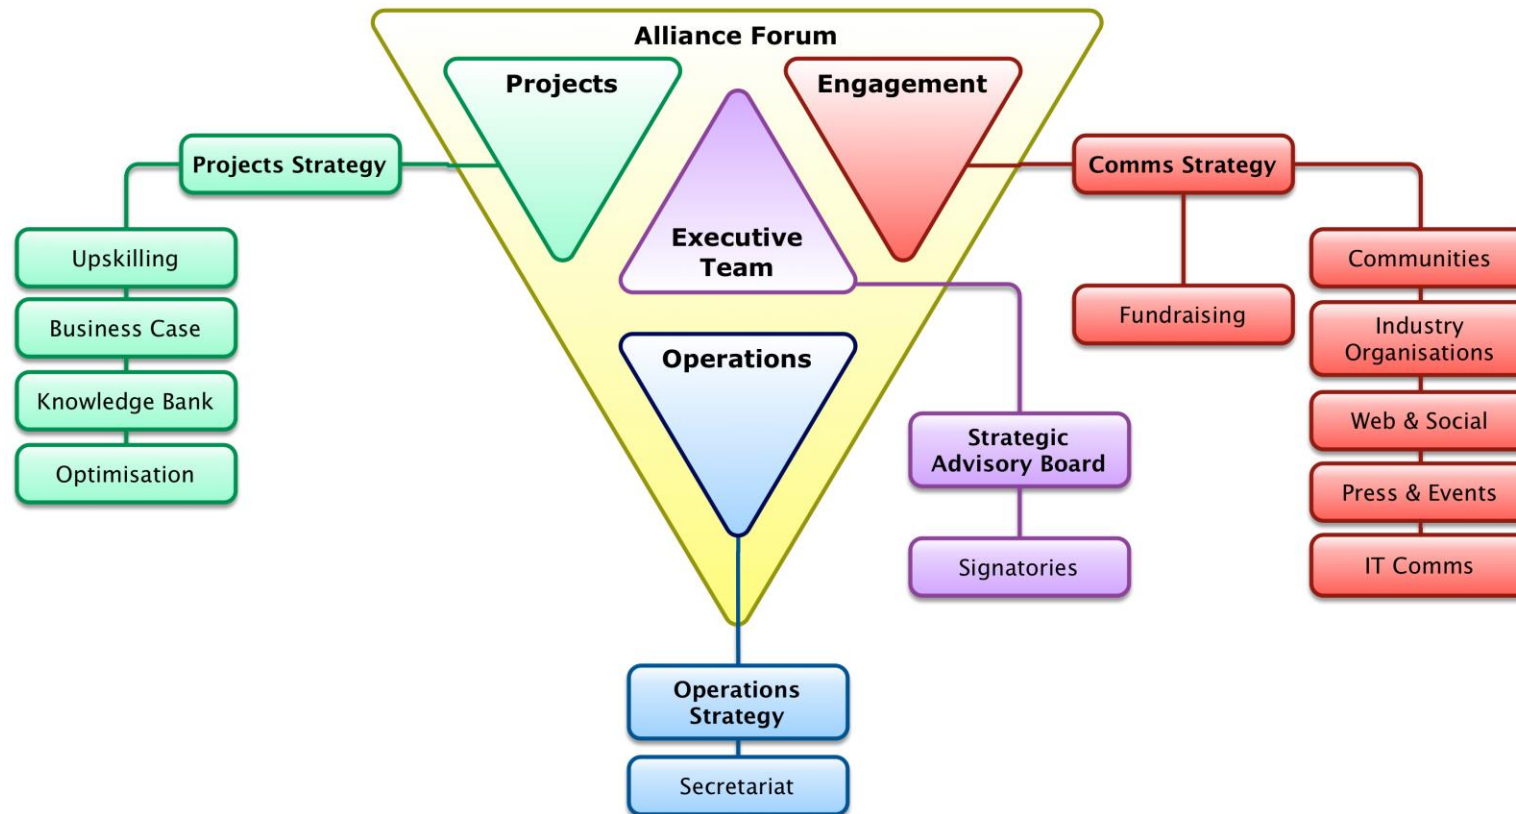 Alliance Forum
Projects
Engagement
Executive
Team
Operations
Projects Strategy
Upskilling
Business Case
Knowledge Bank
Optimisation
Comms Strategy
Fundraising
Communities
Industry
Organisations
Web & Social
Press & Events
IT Comms
Strategic
Advisory Board
Signatories
Operations
Strategy
Secretariat